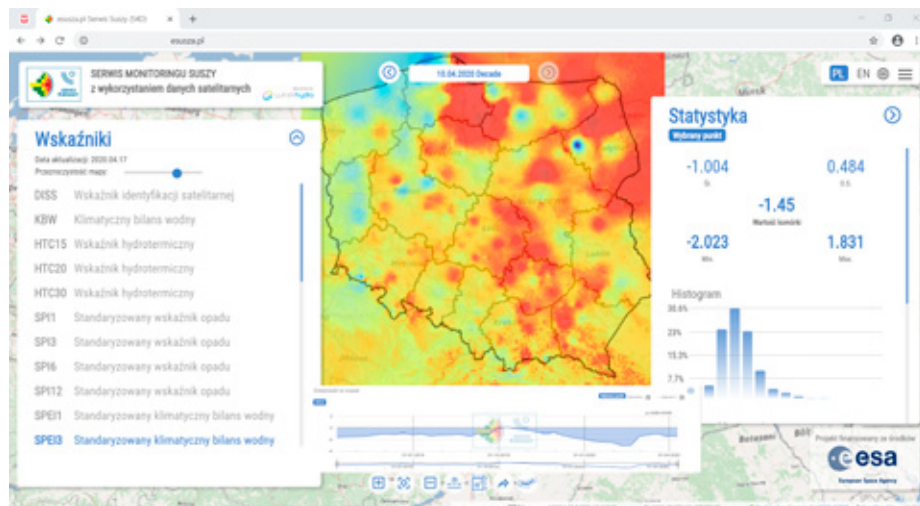 esusza.pl Serwis Suszy (S4D)
esusza.pl
SERWIS MONITORINGU SUSZY
z wykorzystaniem danych satelitarnych
10.04.2020 Decade
PL EN
Wskaźniki
Data aktualizacji: 2020.04.17
Przezroczystość mapy:
DISS Wskaźnik identyfikacji satelitarnej
KBW Klimatyczny bilans wodny
HTC15 Wskaźnik hydrotermiczny
HTC20 Wskaźnik hydrotermiczny
HTC30 Wskaźnik hydrotermiczny
SPI1 Standaryzowany wskaźnik opadu
SPI3 Standaryzowany wskaźnik opadu
SPI6 Standaryzowany wskaźnik opadu
SPI12 Standaryzowany wskaźnik opadu
SPEI1 Standaryzowany klimatyczny bilans wodny
SPEI3 Standaryzowany klimatyczny bilans wodny
Statystyka
Wybrany punkt
-1.004 0.484
Śr. O.S.
-1.45
Wartość komórki
-2.023 1.831
Min. Max.
Histogram
30.6%
23%
15.3%
7.7%
Projekt finansowany ze środków
esa
European Space Agency